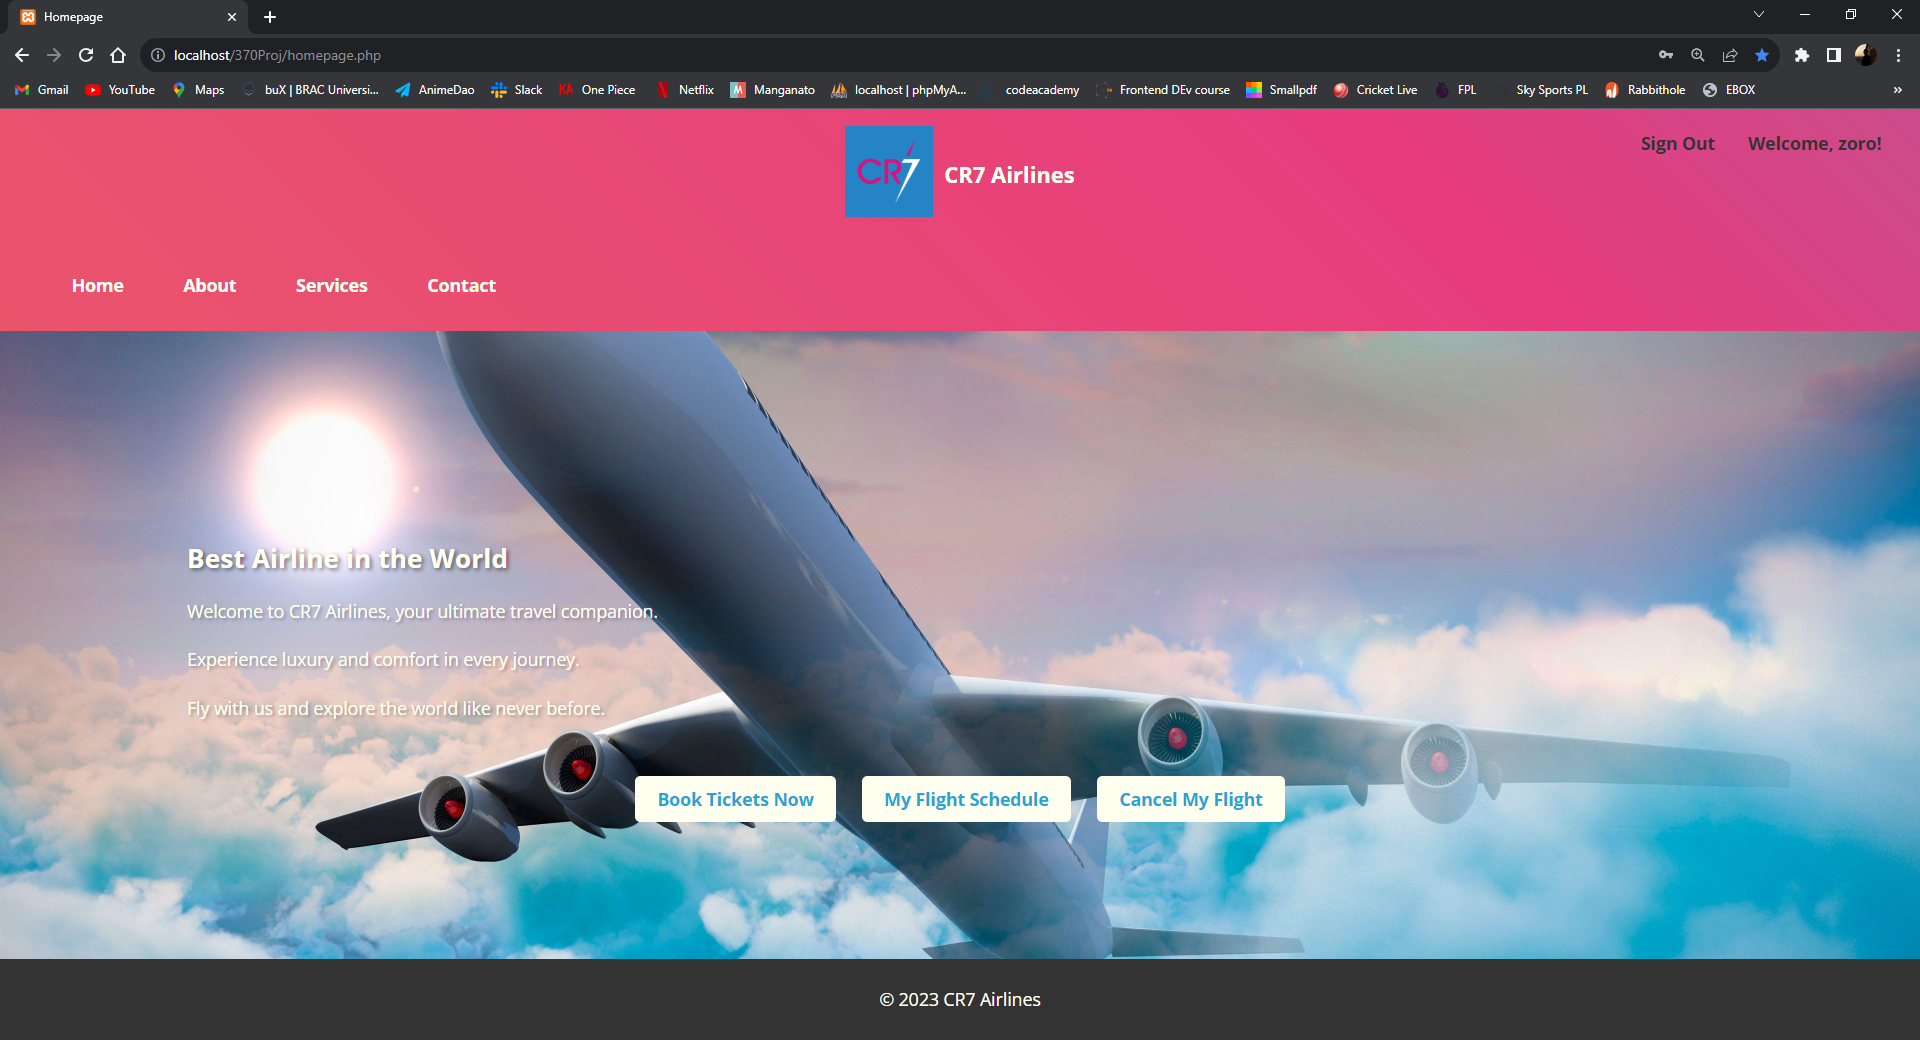 Homepage
localhost/370Proj/homepage.php
Gmail YouTube Maps buX | BRAC Universi... AnimeDao Slack KA One Piece Netflix M Manganato localhost | phpMyA... codeacademy Frontend DEv course Smallpdf Cricket Live FPL Sky Sports PL Rabbithole EBOX »
Sign Out Welcome, zoro!
CR7 CR7 Airlines
Home About Services Contact
Best Airline in the World
Welcome to CR7 Airlines, your ultimate travel companion.
Experience luxury and comfort in every journey.
Fly with us and explore the world like never before.
Book Tickets Now My Flight Schedule Cancel My Flight
© 2023 CR7 Airlines